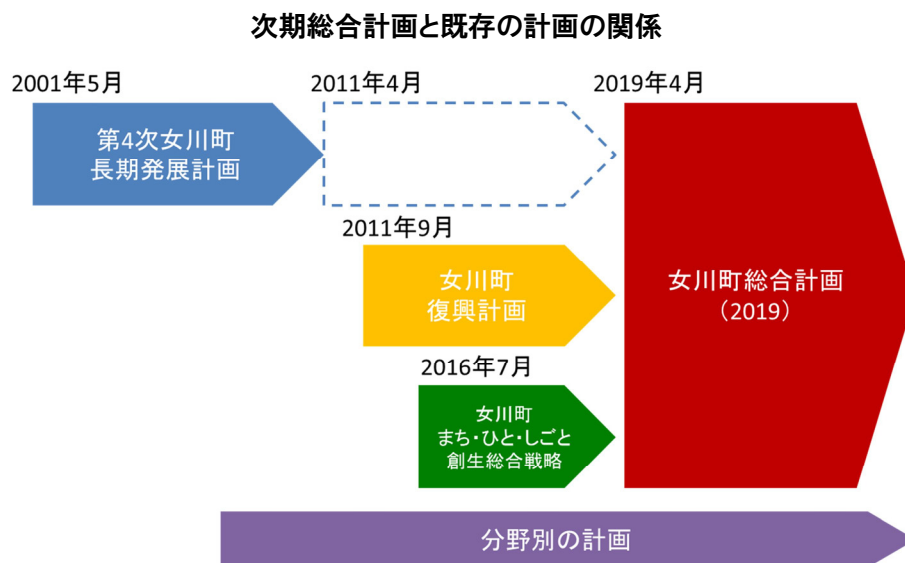 次期総合計画と既存の計画の関係
2001年5月
2011年4月
2019年4月
第4次女川町
長期発展計画
2011年9月
女川町
復興計画
女川町総合計画
（2019）
2016年7月
女川町
まち・ひと・しごと
創生総合戦略
分野別の計画